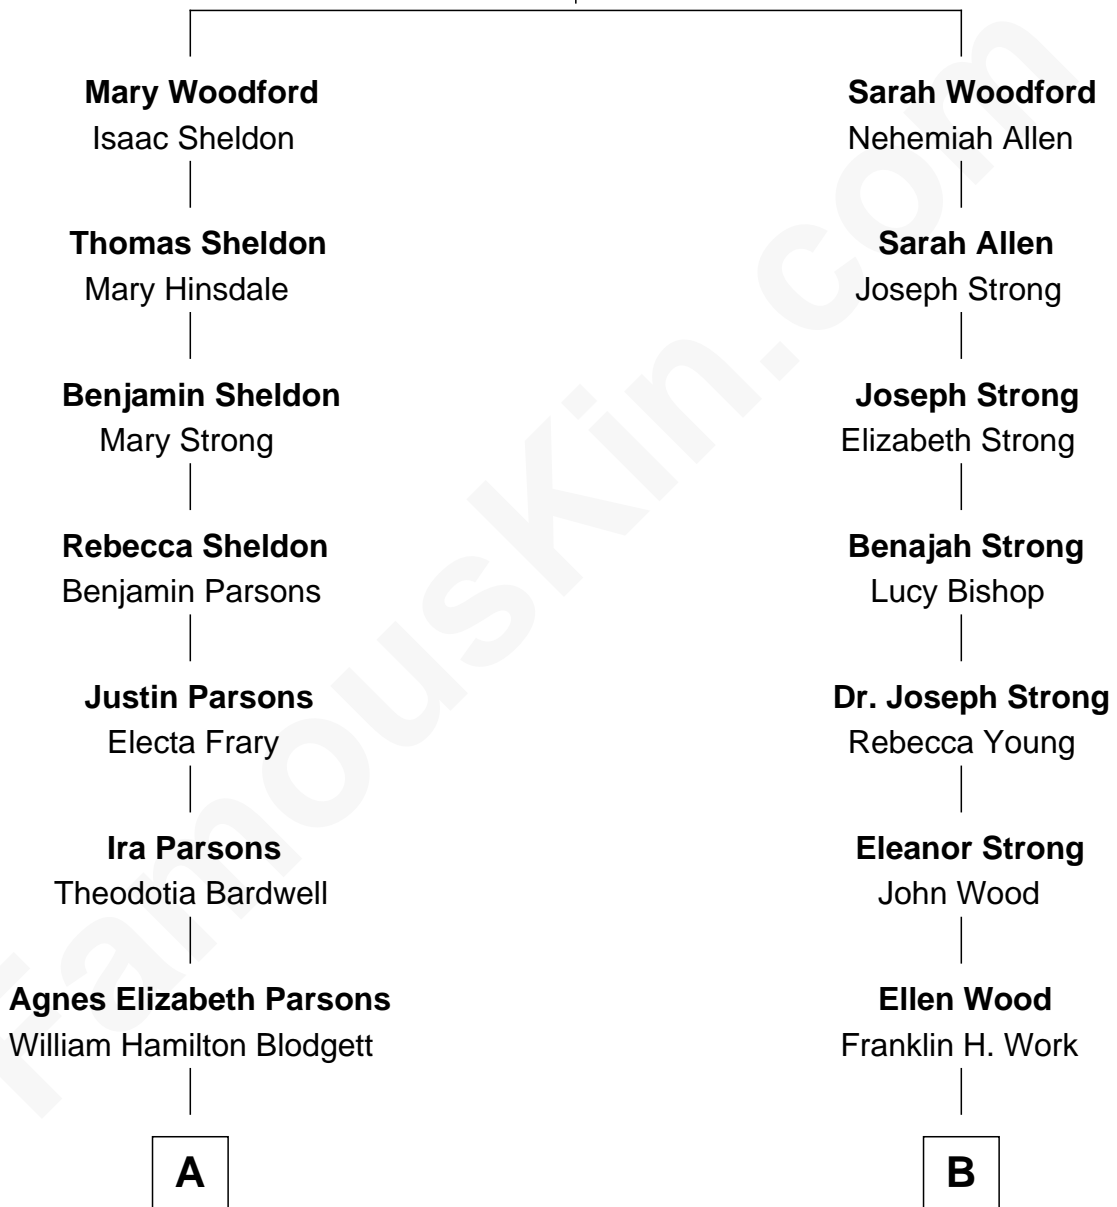 Mary Woodford
Isaac Sheldon
Thomas Sheldon
Mary Hinsdale
Benjamin Sheldon
Mary Strong
Rebecca Sheldon
Benjamin Parsons
Justin Parsons
Electa Frary
Ira Parsons
Theodotia Bardwell
Agnes Elizabeth Parsons
William Hamilton Blodgett
A
Sarah Woodford
Nehemiah Allen
Sarah Allen
Joseph Strong
Joseph Strong
Elizabeth Strong
Benajah Strong
Lucy Bishop
Dr. Joseph Strong
Rebecca Young
Eleanor Strong
John Wood
Ellen Wood
Franklin H. Work
B
FamousKin.com